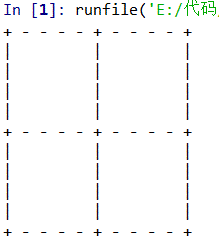 In [1]: runfile('E:/代码
+ - - - - + - - - - +
|         |         |
|         |         |
|         |         |
|         |         |
+ - - - - + - - - - +
|         |         |
|         |         |
|         |         |
|         |         |
+ - - - - + - - - - +